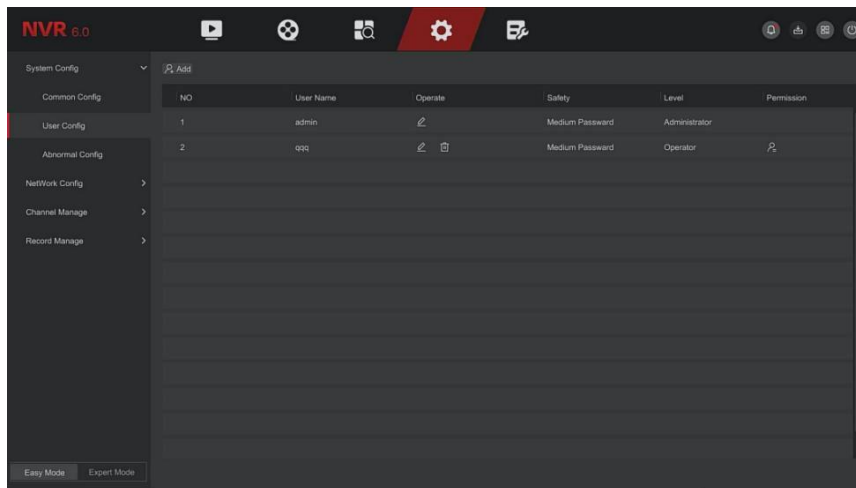 NVR 6.0
System Config
Common Config
User Config
Abnormal Config
NetWork Config
Channel Manage
Record Manage
Easy Mode Expert Mode
Add
NO User Name Operate Safety Level Permission
1 admin Medium Passward Administrator
2 qqq Medium Passward Operator